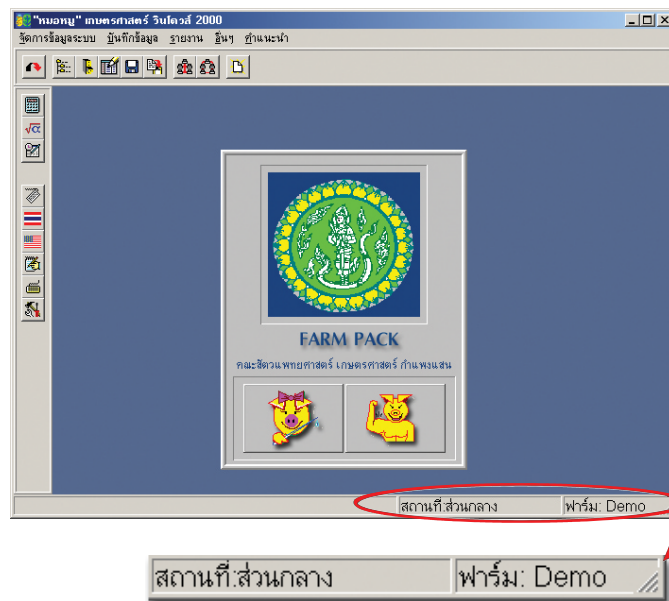 "หมอหมู" เกษตรศาสตร์ วินโดวส์ 2000
จัดการข้อมูลระบบ บันทึกข้อมูล รายงาน อื่นๆ คำแนะนำ
FARM PACK
คณะสัตวแพทยศาสตร์ เกษตรศาสตร์ กำแพงแสน
สถานที่:ส่วนกลาง ฟาร์ม: Demo
สถานที่:ส่วนกลาง ฟาร์ม: Demo